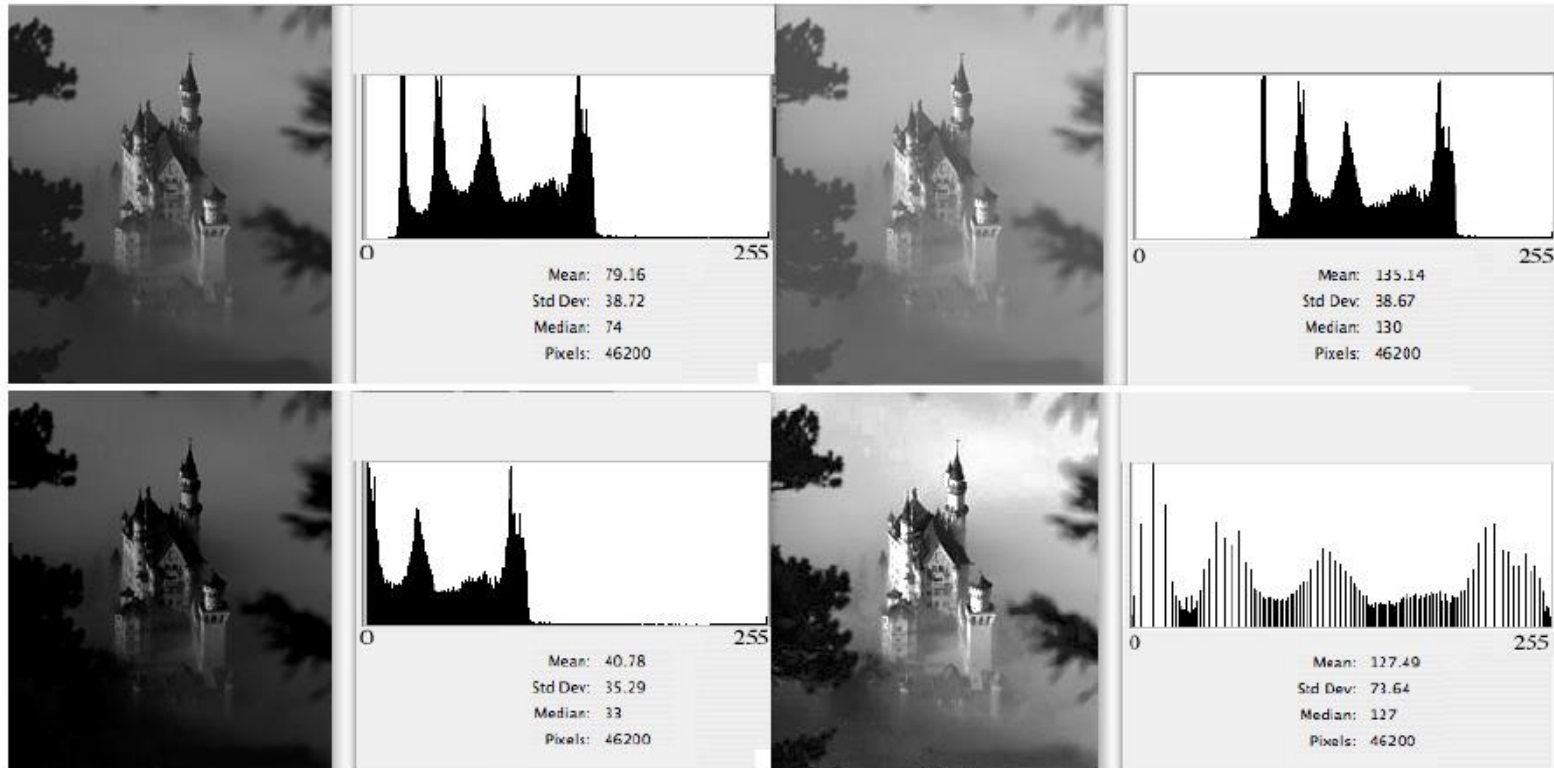 0 255
Mean: 79.16
Std Dev: 38.72
Median: 74
Pixels: 46200
0 255
Mean: 135.14
Std Dev: 38.67
Median: 130
Pixels: 46200
0 255
Mean: 40.78
Std Dev: 35.29
Median: 33
Pixels: 46200
0 255
Mean: 127.49
Std Dev: 73.64
Median: 127
Pixels: 46200